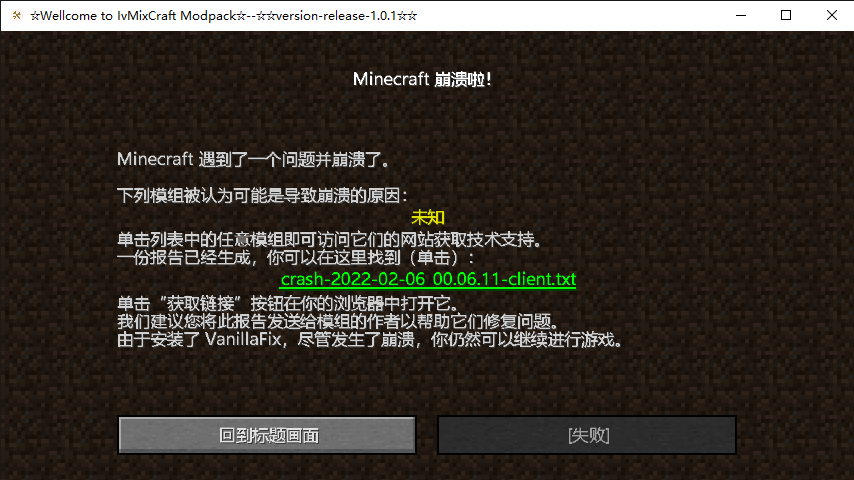 ☆Wellcome to IvMixCraft Modpack☆--☆☆version-release-1.0.1☆☆
Minecraft 崩溃啦！
Minecraft 遇到了一个问题并崩溃了。
下列模组被认为可能是导致崩溃的原因：
未知
单击列表中的任意模组即可访问它们的网站获取技术支持。
一份报告已经生成，你可以在这里找到（单击）：
crash-2022-02-06_00.06.11-client.txt
单击“获取链接”按钮在你的浏览器中打开它。
我们建议您将此报告发送给模组的作者以帮助它们修复问题。
由于安装了 VanillaFix，尽管发生了崩溃，你仍然可以继续进行游戏。
回到标题画面
[失败]